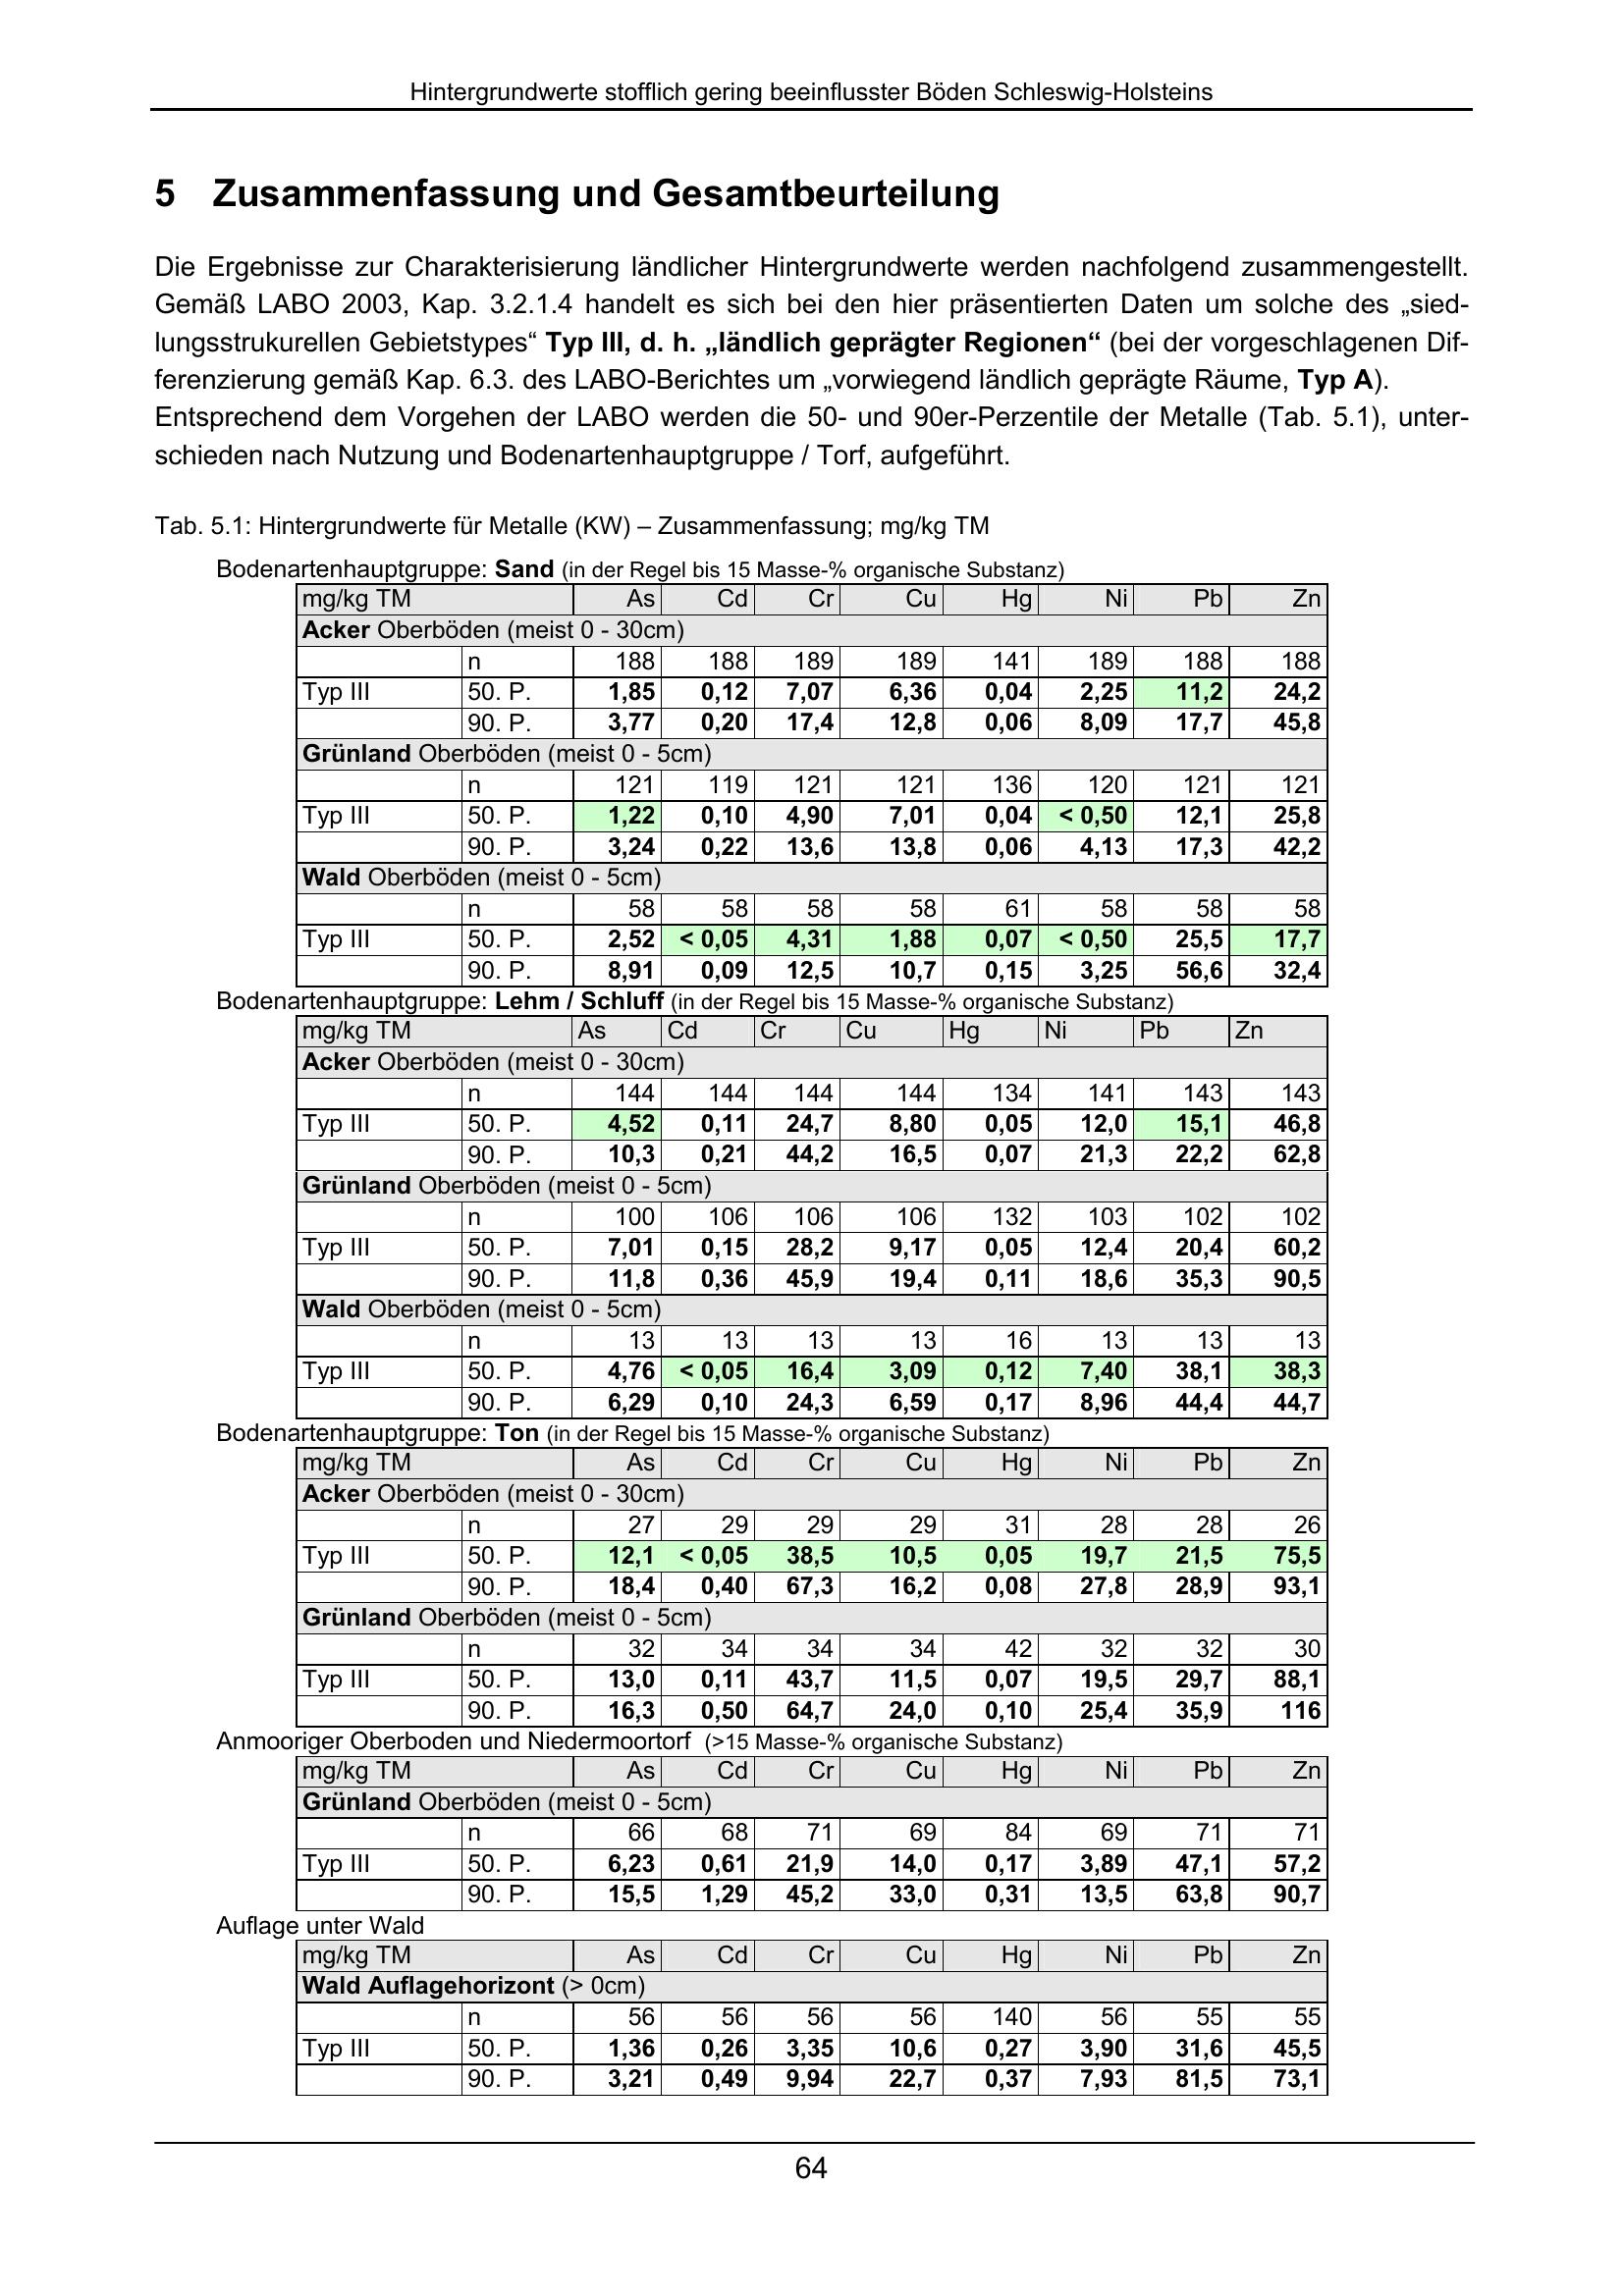 Hintergrundwerte stofflich gering beeinflusster Böden Schleswig-Holsteins
5 Zusammenfassung und Gesamtbeurteilung
Die Ergebnisse zur Charakterisierung ländlicher Hintergrundwerte werden nachfolgend zusammengestellt.
Gemäß LABO 2003, Kap. 3.2.1.4 handelt es sich bei den hier präsentierten Daten um solche des „sied-
lungsstrukurellen Gebietstypes“ Typ III, d. h. „ländlich geprägter Regionen“ (bei der vorgeschlagenen Dif-
ferenzierung gemäß Kap. 6.3. des LABO-Berichtes um „vorwiegend ländlich geprägte Räume, Typ A).
Entsprechend dem Vorgehen der LABO werden die 50- und 90er-Perzentile der Metalle (Tab. 5.1), unter-
schieden nach Nutzung und Bodenartenhauptgruppe / Torf, aufgeführt.
Tab. 5.1: Hintergrundwerte für Metalle (KW) – Zusammenfassung; mg/kg TM
Bodenartenhauptgruppe: Sand (in der Regel bis 15 Masse-% organische Substanz)
mg/kg TM As Cd Cr Cu Hg Ni Pb Zn
Acker Oberböden (meist 0 - 30cm)
n 188 188 189 189 141 189 188 188
Typ III 50. P. 1,85 0,12 7,07 6,36 0,04 2,25 11,2 24,2
90. P. 3,77 0,20 17,4 12,8 0,06 8,09 17,7 45,8
Grünland Oberböden (meist 0 - 5cm)
n 121 119 121 121 136 120 121 121
Typ III 50. P. 1,22 0,10 4,90 7,01 0,04 < 0,50 12,1 25,8
90. P. 3,24 0,22 13,6 13,8 0,06 4,13 17,3 42,2
Wald Oberböden (meist 0 - 5cm)
n 58 58 58 58 61 58 58 58
Typ III 50. P. 2,52 < 0,05 4,31 1,88 0,07 < 0,50 25,5 17,7
90. P. 8,91 0,09 12,5 10,7 0,15 3,25 56,6 32,4
Bodenartenhauptgruppe: Lehm / Schluff (in der Regel bis 15 Masse-% organische Substanz)
mg/kg TM As Cd Cr Cu Hg Ni Pb Zn
Acker Oberböden (meist 0 - 30cm)
n 144 144 144 144 134 141 143 143
Typ III 50. P. 4,52 0,11 24,7 8,80 0,05 12,0 15,1 46,8
90. P. 10,3 0,21 44,2 16,5 0,07 21,3 22,2 62,8
Grünland Oberböden (meist 0 - 5cm)
n 100 106 106 106 132 103 102 102
Typ III 50. P. 7,01 0,15 28,2 9,17 0,05 12,4 20,4 60,2
90. P. 11,8 0,36 45,9 19,4 0,11 18,6 35,3 90,5
Wald Oberböden (meist 0 - 5cm)
n 13 13 13 13 16 13 13 13
Typ III 50. P. 4,76 < 0,05 16,4 3,09 0,12 7,40 38,1 38,3
90. P. 6,29 0,10 24,3 6,59 0,17 8,96 44,4 44,7
Bodenartenhauptgruppe: Ton (in der Regel bis 15 Masse-% organische Substanz)
mg/kg TM As Cd Cr Cu Hg Ni Pb Zn
Acker Oberböden (meist 0 - 30cm)
n 27 29 29 29 31 28 28 26
Typ III 50. P. 12,1 < 0,05 38,5 10,5 0,05 19,7 21,5 75,5
90. P. 18,4 0,40 67,3 16,2 0,08 27,8 28,9 93,1
Grünland Oberböden (meist 0 - 5cm)
n 32 34 34 34 42 32 32 30
Typ III 50. P. 13,0 0,11 43,7 11,5 0,07 19,5 29,7 88,1
90. P. 16,3 0,50 64,7 24,0 0,10 25,4 35,9 116
Anmooriger Oberboden und Niedermoortorf (>15 Masse-% organische Substanz)
mg/kg TM As Cd Cr Cu Hg Ni Pb Zn
Grünland Oberböden (meist 0 - 5cm)
n 66 68 71 69 84 69 71 71
Typ III 50. P. 6,23 0,61 21,9 14,0 0,17 3,89 47,1 57,2
90. P. 15,5 1,29 45,2 33,0 0,31 13,5 63,8 90,7
Auflage unter Wald
mg/kg TM As Cd Cr Cu Hg Ni Pb Zn
Wald Auflagehorizont (> 0cm)
n 56 56 56 56 140 56 55 55
Typ III 50. P. 1,36 0,26 3,35 10,6 0,27 3,90 31,6 45,5
90. P. 3,21 0,49 9,94 22,7 0,37 7,93 81,5 73,1
64